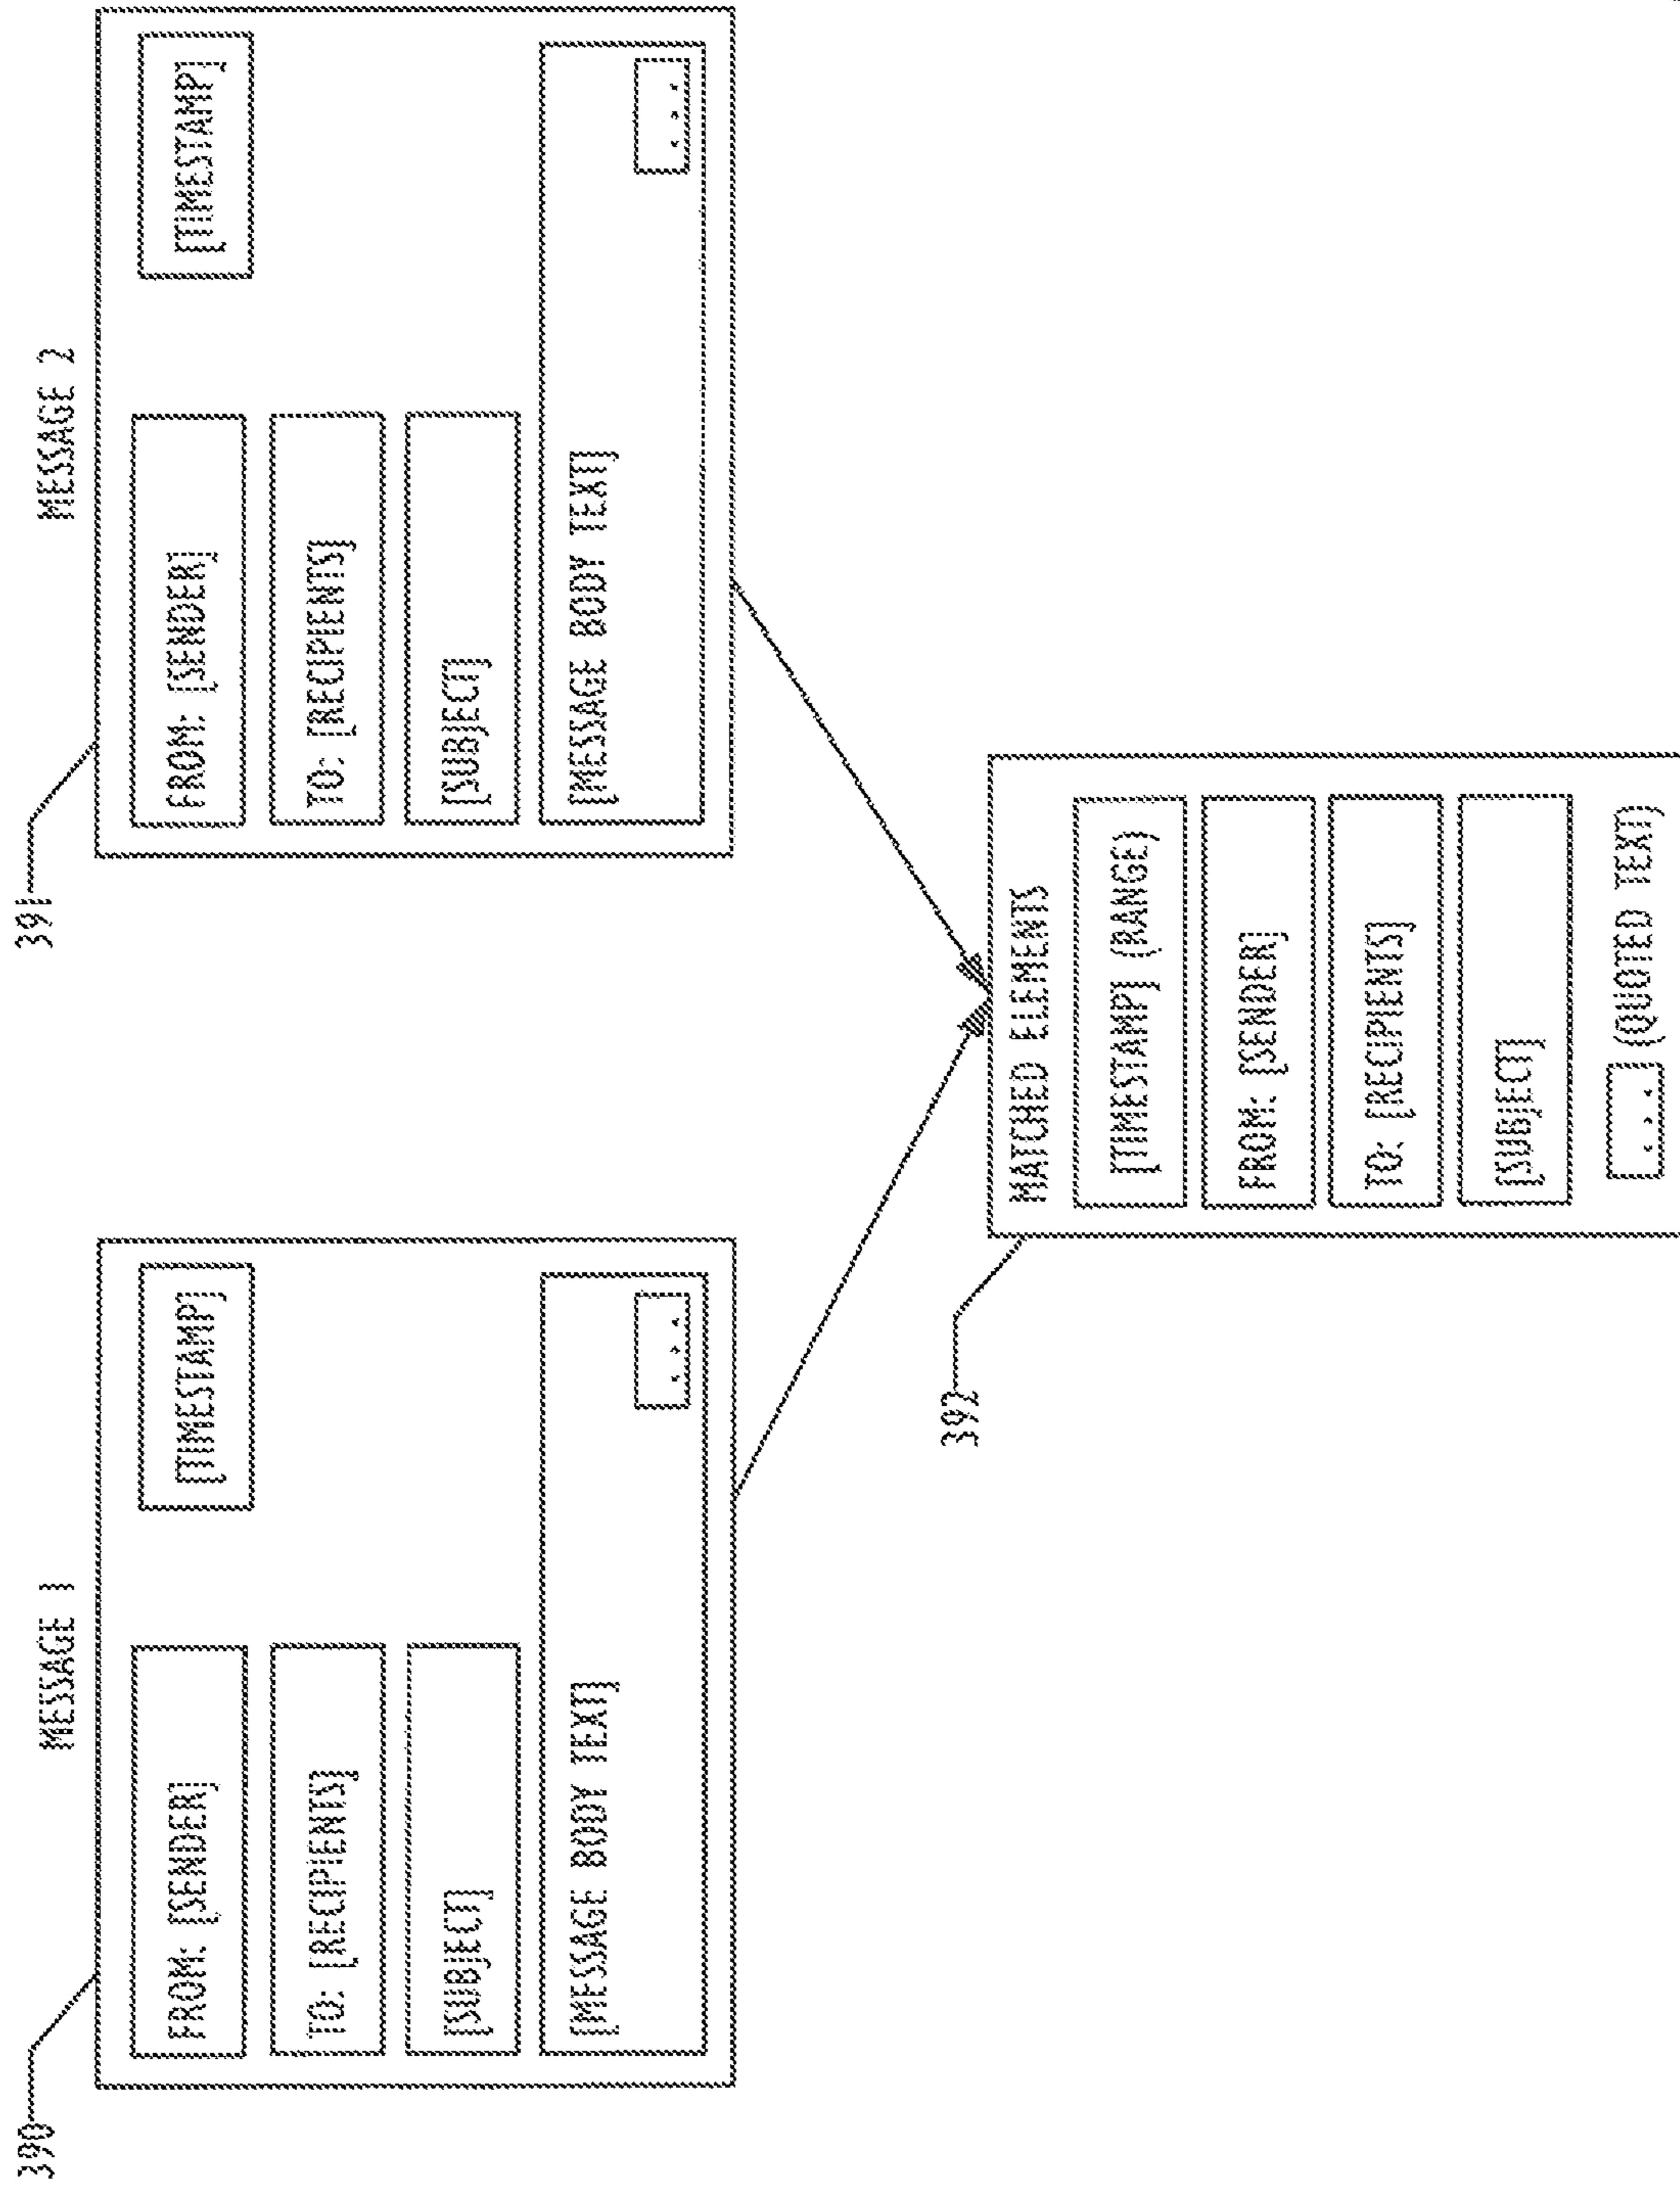 390
MESSAGE 1
FROM: [SENDER]
[TIMESTAMP]
TO: [RECIPIENTS]
[SUBJECT]
[MESSAGE BODY TEXT]
...
391
MESSAGE 2
FROM: [SENDER]
[TIMESTAMP]
TO: [RECIPIENTS]
[SUBJECT]
[MESSAGE BODY TEXT]
...
392
MATCHED ELEMENTS
[TIMESTAMP] (RANGE)
FROM: [SENDER]
TO: [RECIPIENTS]
[SUBJECT]
... (QUOTED TEXT)